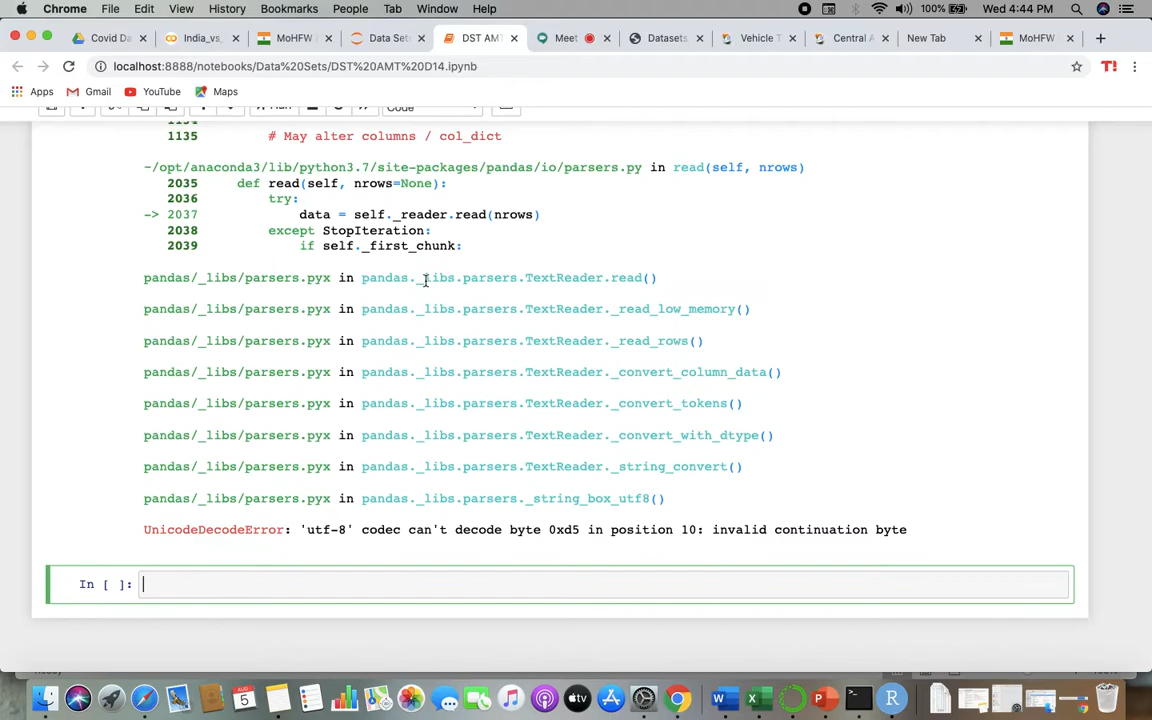 Chrome File Edit View History Bookmarks People Tab Window Help 100% Wed 4:44 PM
Covid Da India_vs_ MoHFW Data Sets DST AMT Meet Datasets Vehicle T Central A New Tab MoHFW
localhost:8888/notebooks/Data%20Sets/DST%20AMT%20D14.ipynb
Apps Gmail YouTube Maps
Code
1134
1135 # May alter columns / col_dict
~/opt/anaconda3/lib/python3.7/site-packages/pandas/io/parsers.py in read(self, nrows)
2035 def read(self, nrows=None):
2036 try:
-> 2037 data = self._reader.read(nrows)
2038 except StopIteration:
2039 if self._first_chunk:
pandas/_libs/parsers.pyx in pandas._libs.parsers.TextReader.read()
pandas/_libs/parsers.pyx in pandas._libs.parsers.TextReader._read_low_memory()
pandas/_libs/parsers.pyx in pandas._libs.parsers.TextReader._read_rows()
pandas/_libs/parsers.pyx in pandas._libs.parsers.TextReader._convert_column_data()
pandas/_libs/parsers.pyx in pandas._libs.parsers.TextReader._convert_tokens()
pandas/_libs/parsers.pyx in pandas._libs.parsers.TextReader._convert_with_dtype()
pandas/_libs/parsers.pyx in pandas._libs.parsers.TextReader._string_convert()
pandas/_libs/parsers.pyx in pandas._libs.parsers._string_box_utf8()
UnicodeDecodeError: 'utf-8' codec can't decode byte 0xd5 in position 10: invalid continuation byte
In [ ]: